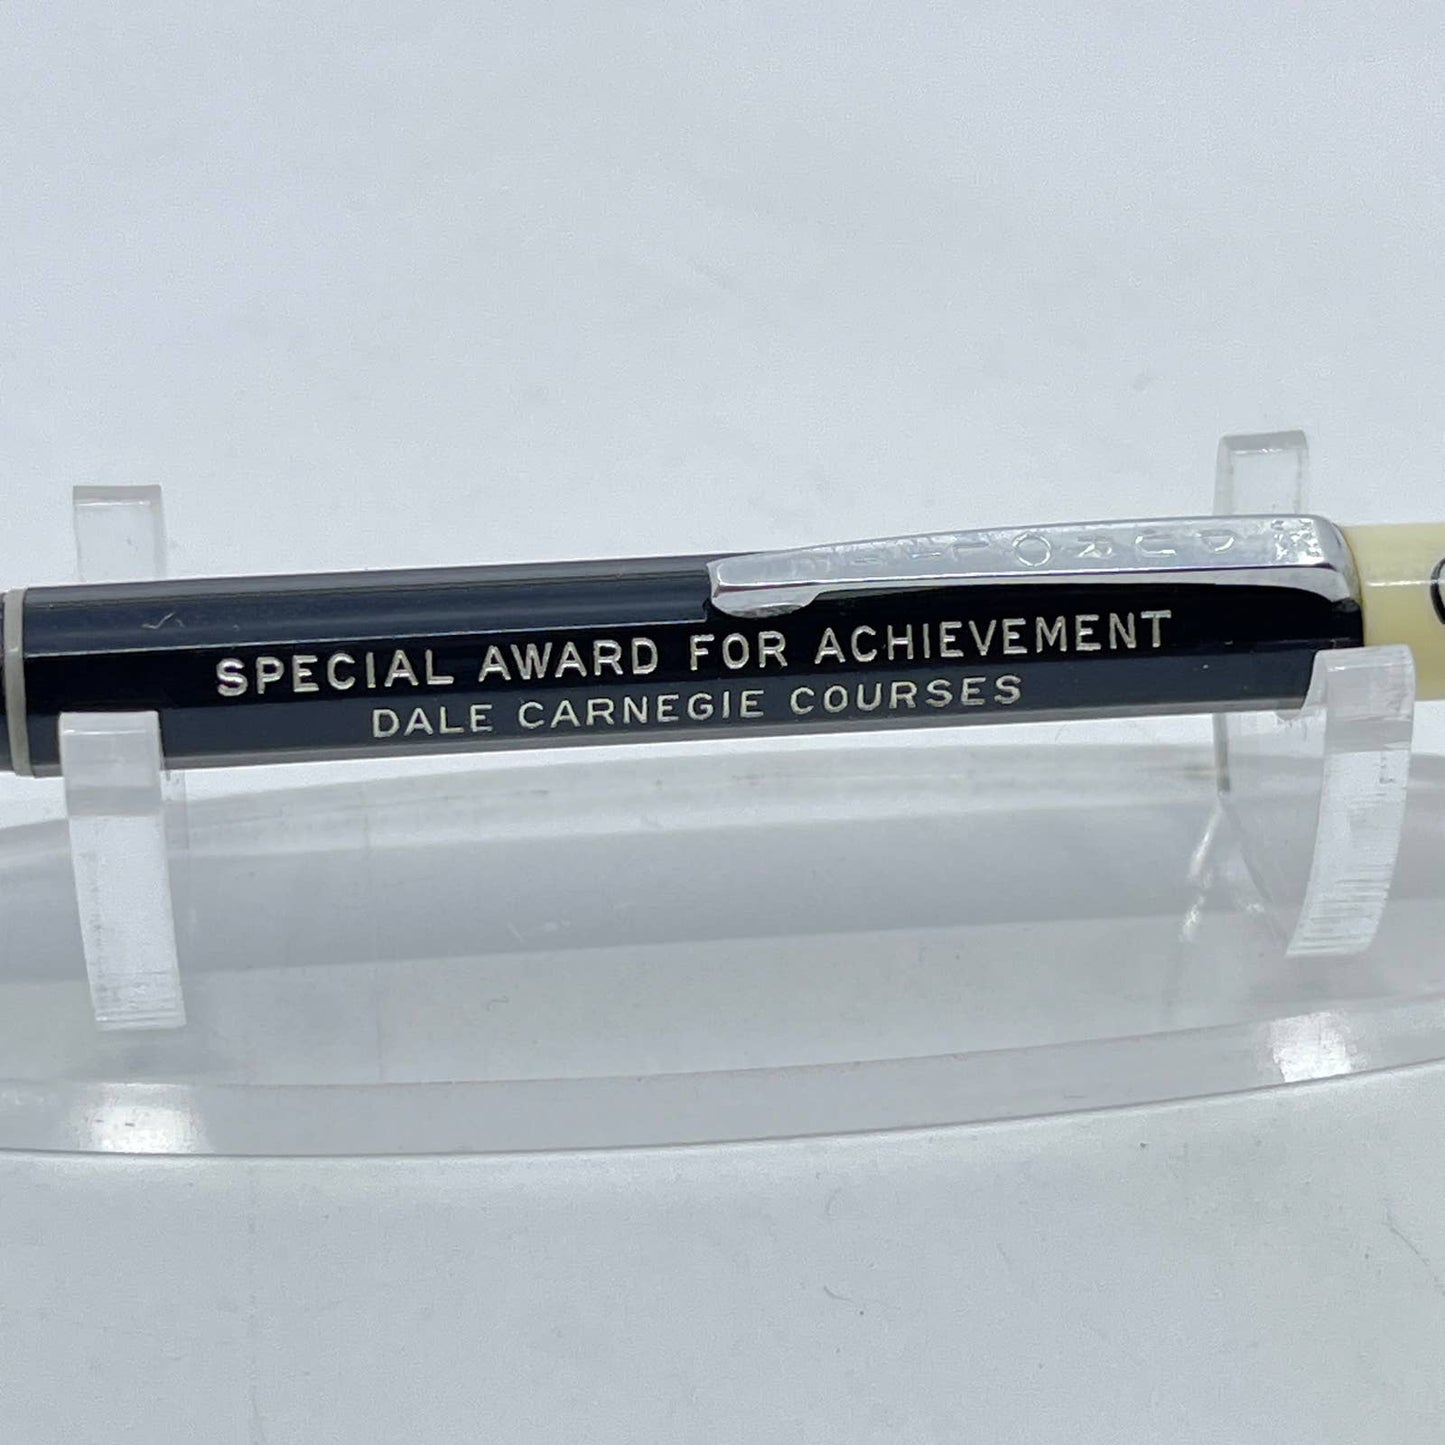 SPECIAL AWARD FOR ACHIEVEMENT
DALE CARNEGIE COURSES